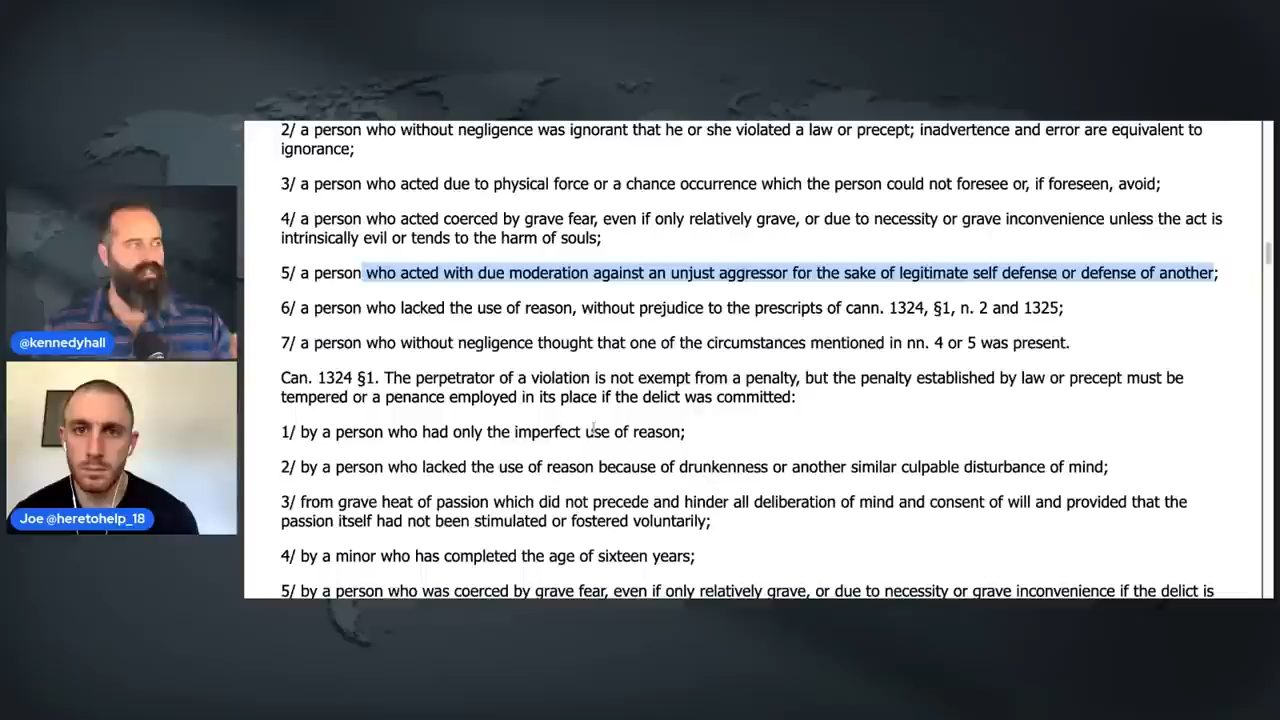 2/ a person who without negligence was ignorant that he or she violated a law or precept; inadvertence and error are equivalent to
ignorance;
3/ a person who acted due to physical force or a chance occurrence which the person could not foresee or, if foreseen, avoid;
4/ a person who acted coerced by grave fear, even if only relatively grave, or due to necessity or grave inconvenience unless the act is
intrinsically evil or tends to the harm of souls;
5/ a person who acted with due moderation against an unjust aggressor for the sake of legitimate self defense or defense of another;
6/ a person who lacked the use of reason, without prejudice to the prescripts of cann. 1324, §1, n. 2 and 1325;
7/ a person who without negligence thought that one of the circumstances mentioned in nn. 4 or 5 was present.
Can. 1324 §1. The perpetrator of a violation is not exempt from a penalty, but the penalty established by law or precept must be
tempered or a penance employed in its place if the delict was committed:
1/ by a person who had only the imperfect use of reason;
2/ by a person who lacked the use of reason because of drunkenness or another similar culpable disturbance of mind;
3/ from grave heat of passion which did not precede and hinder all deliberation of mind and consent of will and provided that the
passion itself had not been stimulated or fostered voluntarily;
4/ by a minor who has completed the age of sixteen years;
5/ by a person who was coerced by grave fear, even if only relatively grave, or due to necessity or grave inconvenience if the delict is
@kennedyhall
Joe @heretohelp_18